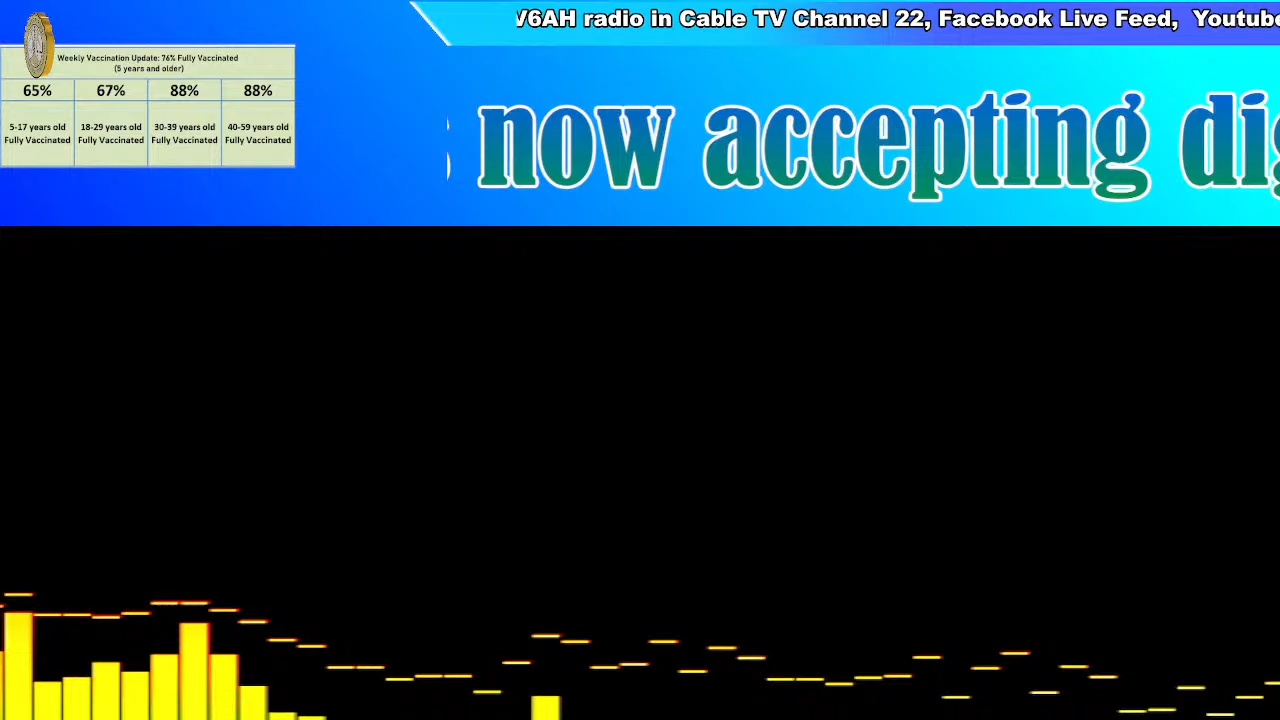 V6AH radio in Cable TV Channel 22, Facebook Live Feed, Youtube
Weekly Vaccination Update: 76% Fully Vaccinated
(5 years and older)
65% 67% 88% 88%
5-17 years old 18-29 years old 30-39 years old 40-59 years old
Fully Vaccinated Fully Vaccinated Fully Vaccinated Fully Vaccinated
now accepting